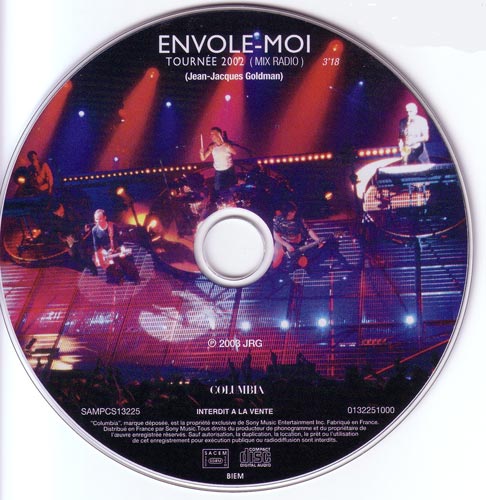 ENVOLE-MOI
TOURNÉE 2002 ( MIX RADIO ) 3'18
(Jean-Jacques Goldman)
℗ 2003 JRG
COLUMBIA
SAMPCS13225 INTERDIT A LA VENTE 0132251000
"Columbia", marque déposée, est la propriété exclusive de Sony Music Entertainment Inc. Fabriqué en France.
Distribué en France par Sony Music.Tous droits du producteur de phonogramme et du propriétaire de
l'œuvre enregistrée réservés. Sauf autorisation, la duplication, la location, le prêt ou l'utilisation
de cet enregistrement pour exécution publique ou radiodiffusion sont interdits.
SACEM
COMPACT
disc
DIGITAL AUDIO
BIEM